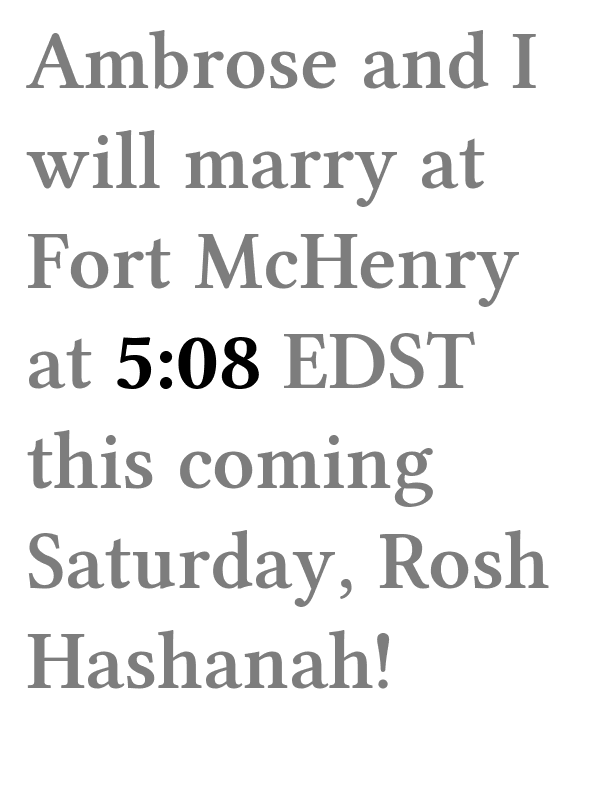 Ambrose and I
will marry at
Fort McHenry
at 5:08 EDST
this coming
Saturday, Rosh
Hashanah!